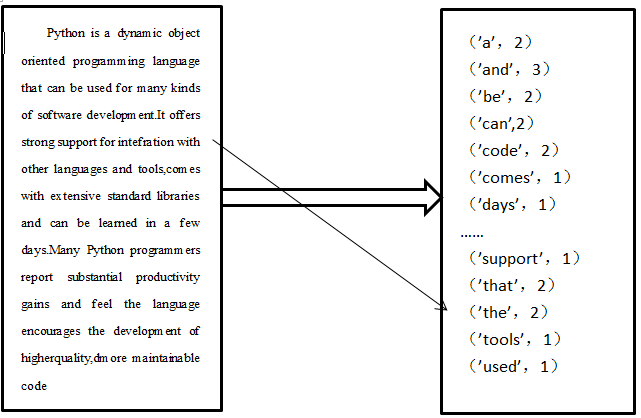 Python is a dynamic object
oriented programming language
that can be used for many kinds
of software development.It offers
strong support for intefration with
other languages and tools,comes
with extensive standard libraries
and can be learned in a few
days.Many Python programmers
report substantial productivity
gains and feel the language
encourages the development of
higherquality,dmore maintainable
code
（'a'，2）
（'and'，3）
（'be'，2）
（'can',2）
（'code'，2）
（'comes'，1）
（'days'，1）
......
（'support'，1）
（'that'，2）
（'the'，2）
（'tools'，1）
（'used'，1）